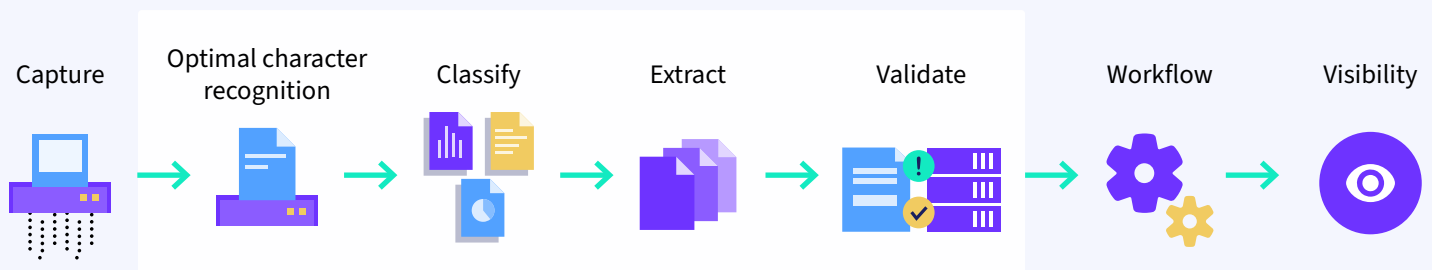 Capture
Optimal character
recognition
Classify
Extract
Validate
Workflow
Visibility